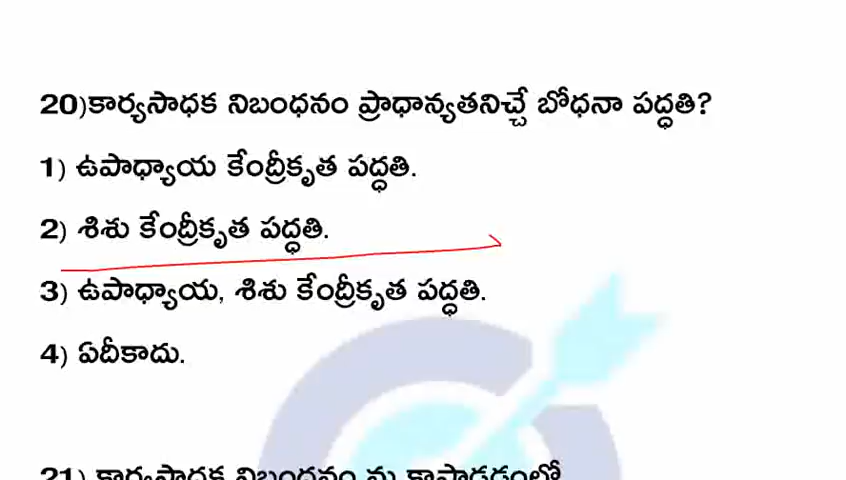 20)కార్యసాధక నిబంధనం ప్రాధాన్యతనిచ్చే బోధనా పద్ధతి?
1) ఉపాధ్యాయ కేంద్రీకృత పద్ధతి.
2) శిశు కేంద్రీకృత పద్ధతి.
3) ఉపాధ్యాయ, శిశు కేంద్రీకృత పద్ధతి.
4) ఏదీకాదు.
21) కార్యసాధక నిబంధనం ను కాపాడడంలో